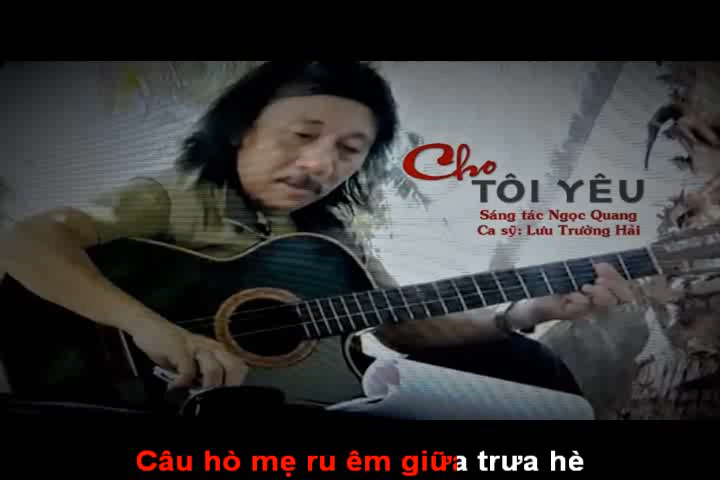 Cho
TÔI YÊU
Sáng tác Ngọc Quang
Ca sỹ: Lưu Trường Hải
Câu hò mẹ ru êm giữa trưa hè